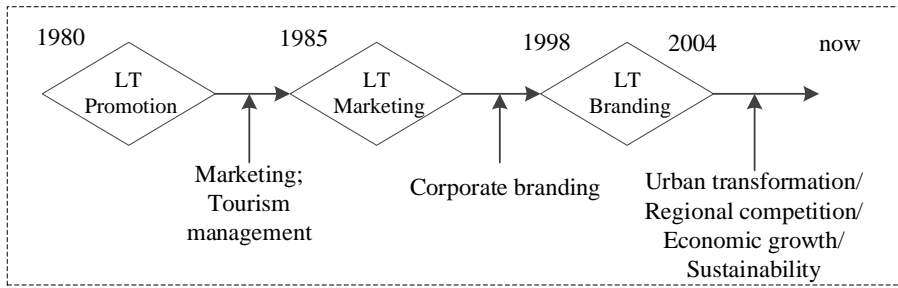 1980
1985
1998
2004
now
LT
Promotion
LT
Marketing
LT
Branding
Marketing;
Tourism
management
Corporate branding
Urban transformation/
Regional competition/
Economic growth/
Sustainability